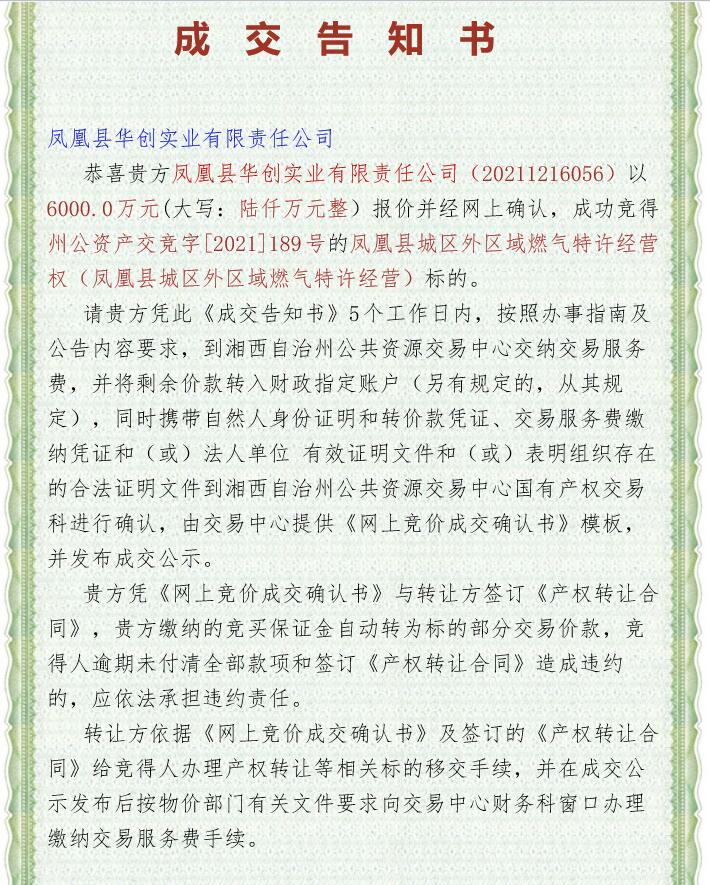 成交告知书
凤凰县华创实业有限责任公司
恭喜贵方凤凰县华创实业有限责任公司（20211216056）以
6000.0万元(大写：陆仟万元整）报价并经网上确认，成功竞得
州公资产交竞字[2021]189号的凤凰县城区外区域燃气特许经营
权（凤凰县城区外区域燃气特许经营）标的。
请贵方凭此《成交告知书》5个工作日内，按照办事指南及
公告内容要求，到湘西自治州公共资源交易中心交纳交易服务
费，并将剩余价款转入财政指定账户（另有规定的，从其规
定），同时携带自然人身份证明和转价款凭证、交易服务费缴
纳凭证和（或）法人单位 有效证明文件和（或）表明组织存在
的合法证明文件到湘西自治州公共资源交易中心国有产权交易
科进行确认，由交易中心提供《网上竞价成交确认书》模板，
并发布成交公示。
贵方凭《网上竞价成交确认书》与转让方签订《产权转让合
同》，贵方缴纳的竞买保证金自动转为标的部分交易价款，竞
得人逾期未付清全部款项和签订《产权转让合同》造成违约
的，应依法承担违约责任。
转让方依据《网上竞价成交确认书》及签订的《产权转让合
同》给竞得人办理产权转让等相关标的移交手续，并在成交公
示发布后按物价部门有关文件要求向交易中心财务科窗口办理
缴纳交易服务费手续。